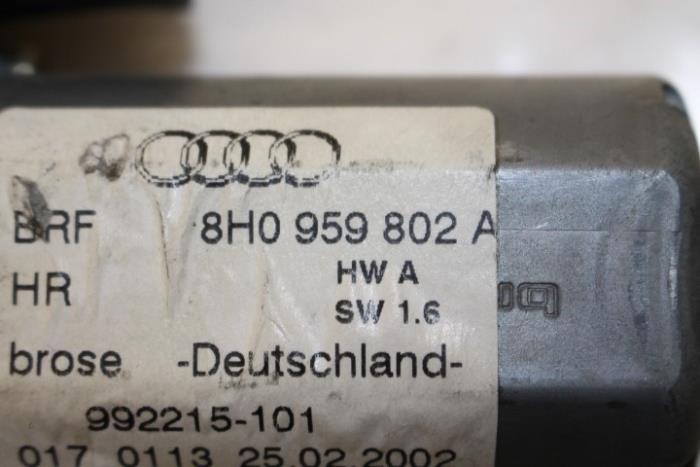 BRF 8H0 959 802 A
HR HW A
SW 1.6
brose -Deutschland-
992215-101
017 0113 25.02.2002